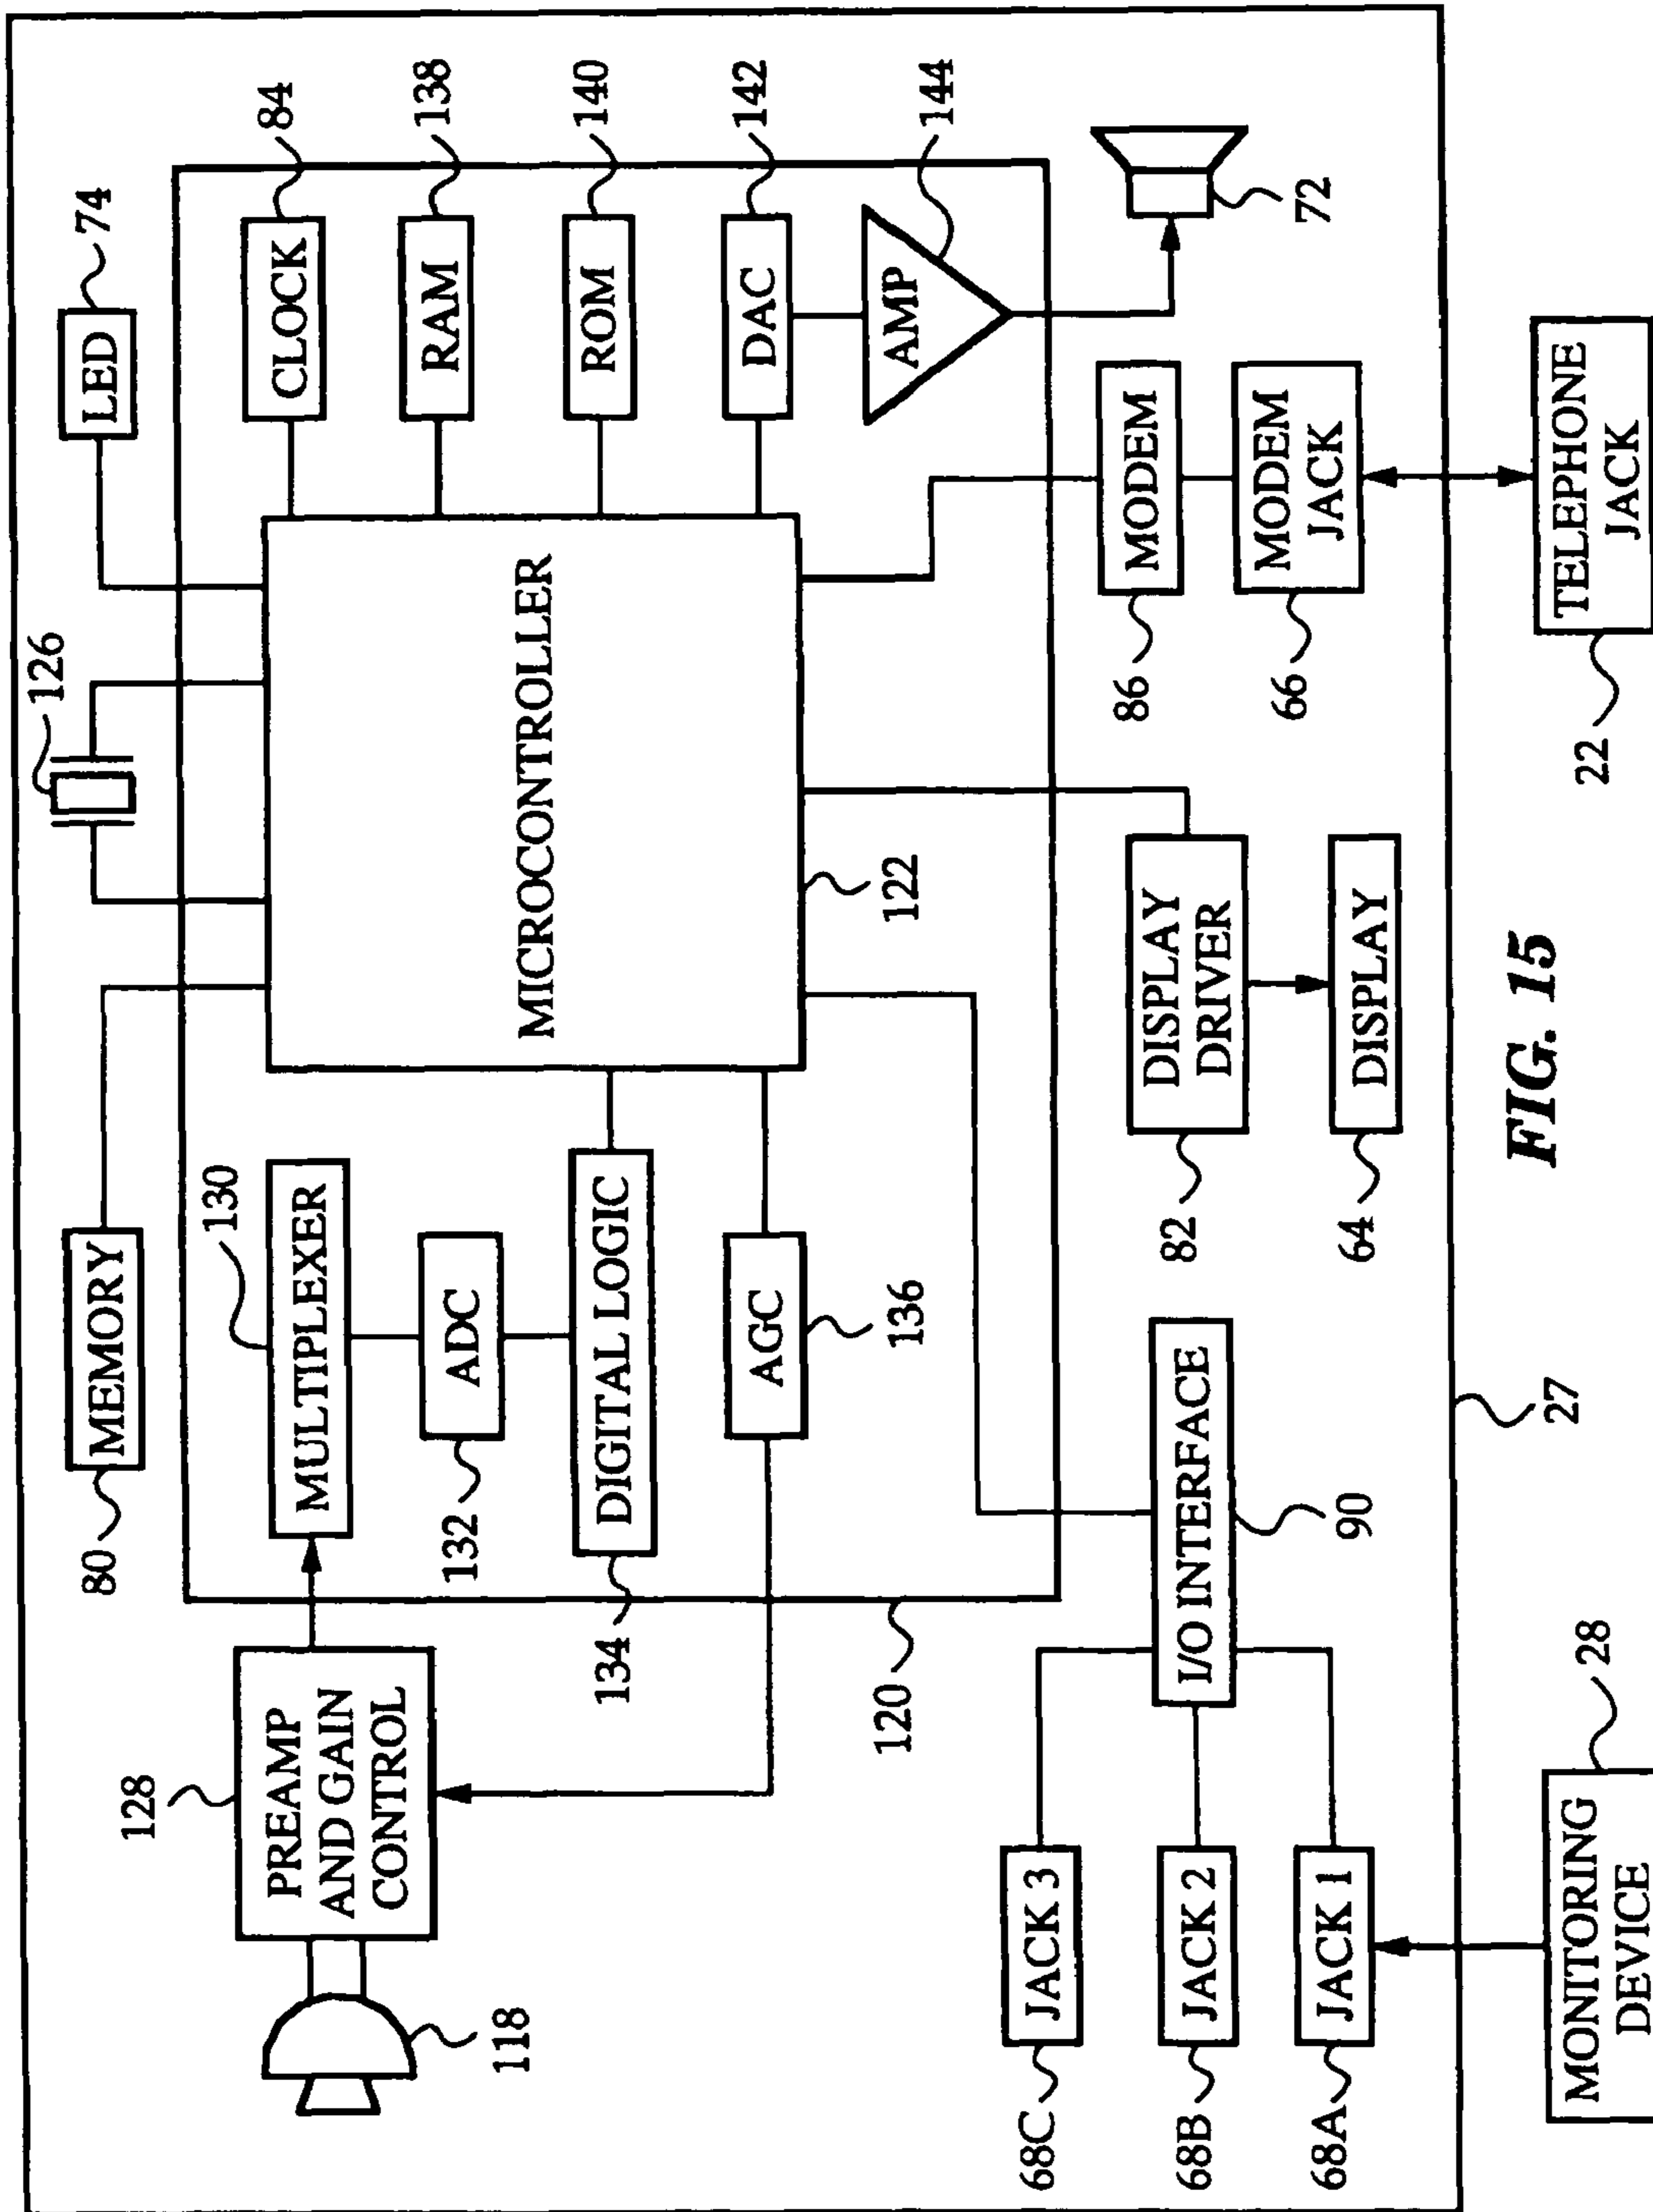 80
MEMORY
126
LED
74
128
PREAMP
AND GAIN
CONTROL
118
130
MULTIPLEXER
132
ADC
134
DIGITAL LOGIC
AGC
136
120
MICROCONTROLLER
122
CLOCK
84
RAM
138
ROM
140
DAC
142
AMP
144
72
68C
JACK 3
68B
JACK 2
68A
JACK 1
I/O INTERFACE
90
82
DISPLAY
DRIVER
64
DISPLAY
86
MODEM
66
MODEM
JACK
27
28
MONITORING
DEVICE
22
TELEPHONE
JACK
FIG. 15